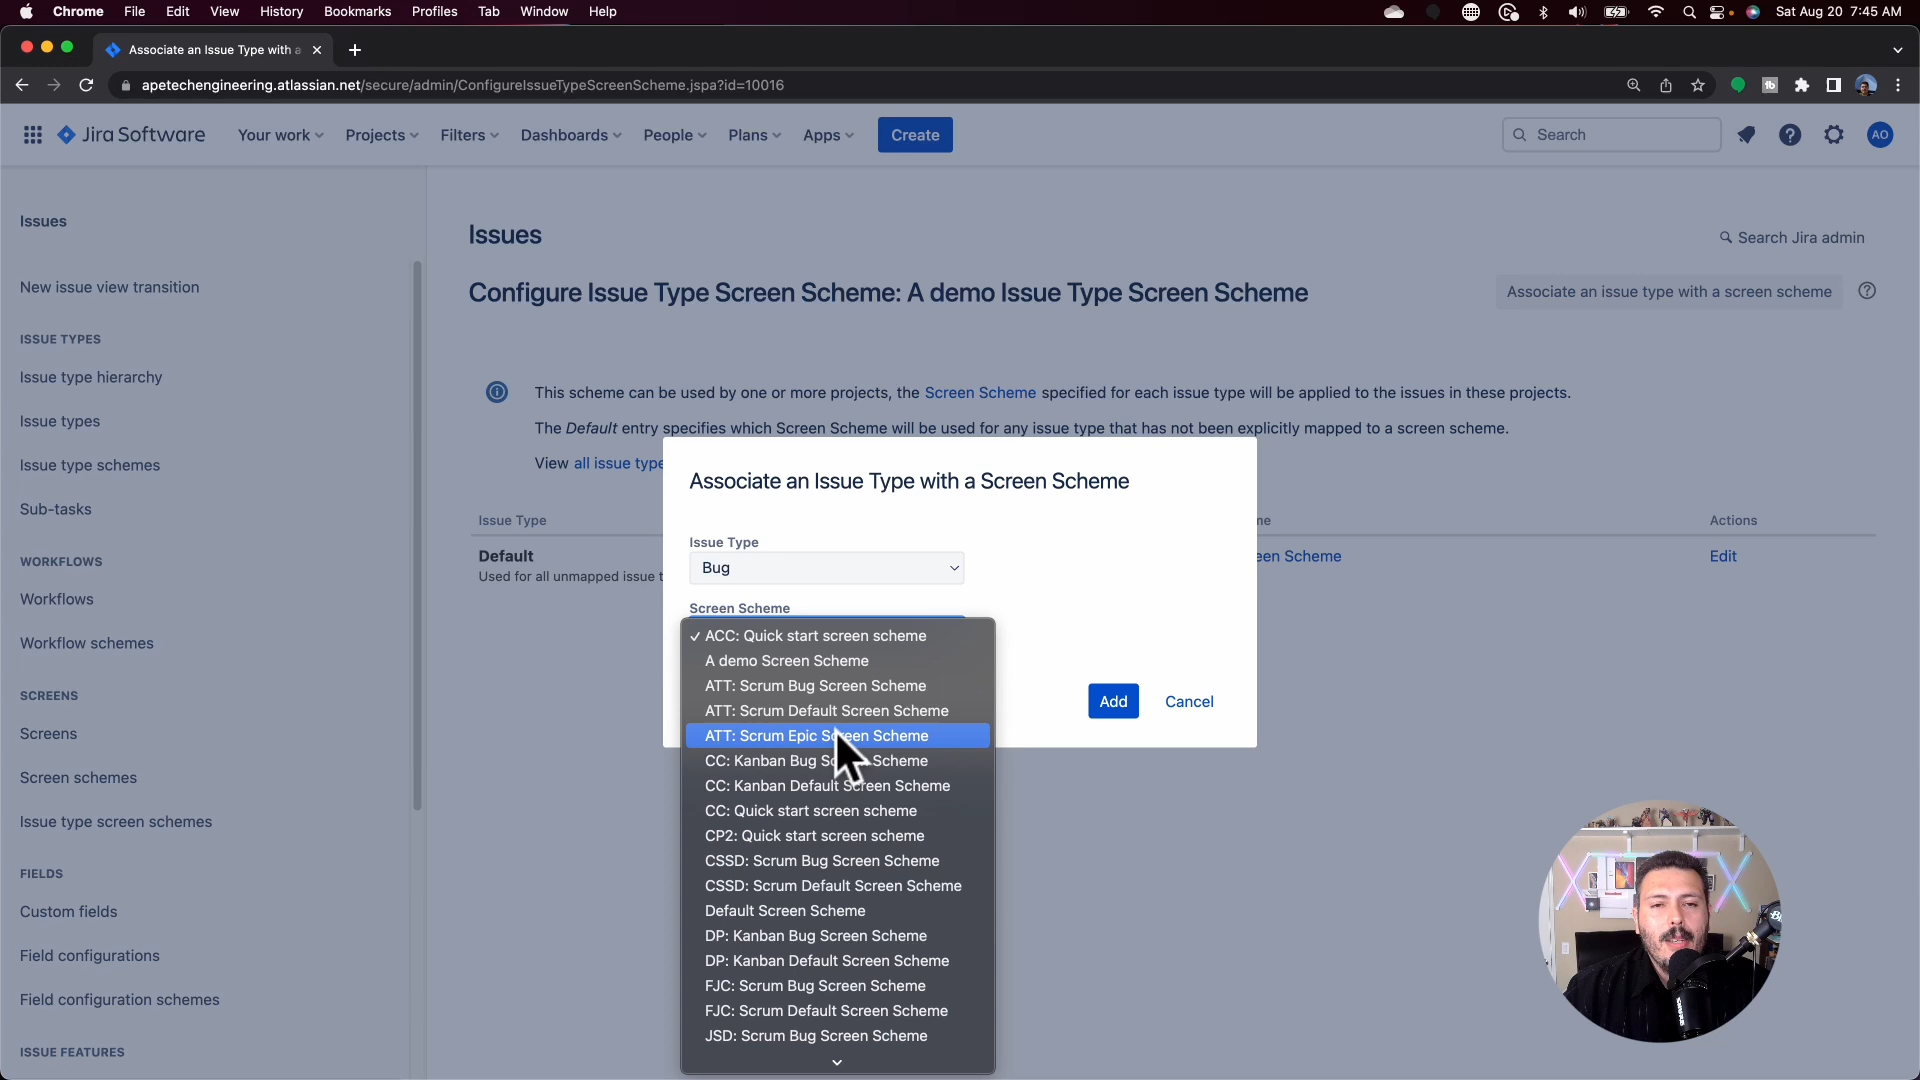 Chrome File Edit View History Bookmarks Profiles Tab Window Help Sat Aug 20 7:45 AM
Associate an Issue Type with a
apetechengineering.atlassian.net/secure/admin/ConfigureIssueTypeScreenScheme.jspa?id=10016
Jira Software Your work Projects Filters Dashboards People Plans Apps Create Search AO
Issues
New issue view transition
ISSUE TYPES
Issue type hierarchy
Issue types
Issue type schemes
Sub-tasks
WORKFLOWS
Workflows
Workflow schemes
SCREENS
Screens
Screen schemes
Issue type screen schemes
FIELDS
Custom fields
Field configurations
Field configuration schemes
ISSUE FEATURES
Issues
Search Jira admin
Configure Issue Type Screen Scheme: A demo Issue Type Screen Scheme
Associate an issue type with a screen scheme
This scheme can be used by one or more projects, the Screen Scheme specified for each issue type will be applied to the issues in these projects.
The Default entry specifies which Screen Scheme will be used for any issue type that has not been explicitly mapped to a screen scheme.
View all issue type
Issue Type Actions
Default Scheme Edit
Used for all unmapped issue
Associate an Issue Type with a Screen Scheme
Issue Type
Bug
Screen Scheme
ACC: Quick start screen scheme
A demo Screen Scheme
ATT: Scrum Bug Screen Scheme
ATT: Scrum Default Screen Scheme
ATT: Scrum Epic Screen Scheme
CC: Kanban Bug Screen Scheme
CC: Kanban Default Screen Scheme
CC: Quick start screen scheme
CP2: Quick start screen scheme
CSSD: Scrum Bug Screen Scheme
CSSD: Scrum Default Screen Scheme
Default Screen Scheme
DP: Kanban Bug Screen Scheme
DP: Kanban Default Screen Scheme
FJC: Scrum Bug Screen Scheme
FJC: Scrum Default Screen Scheme
JSD: Scrum Bug Screen Scheme
Add Cancel